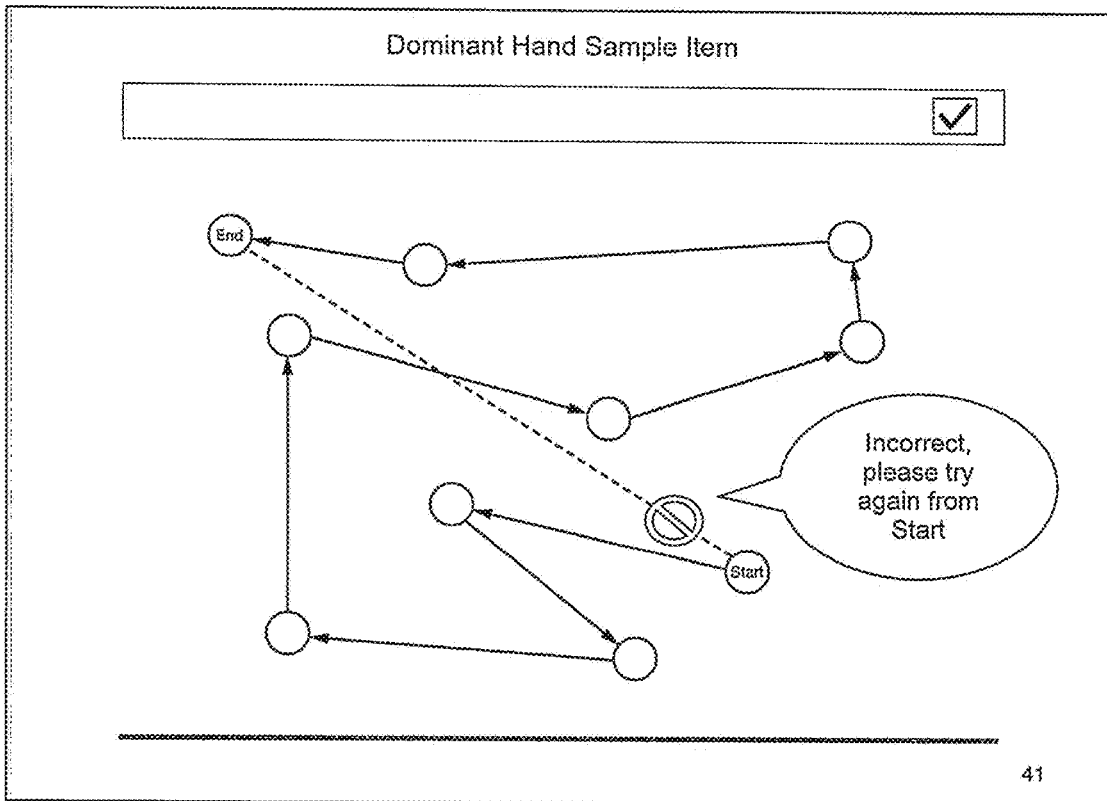 Dominant Hand Sample Item
End
Incorrect,
please try
again from
Start
Start
41